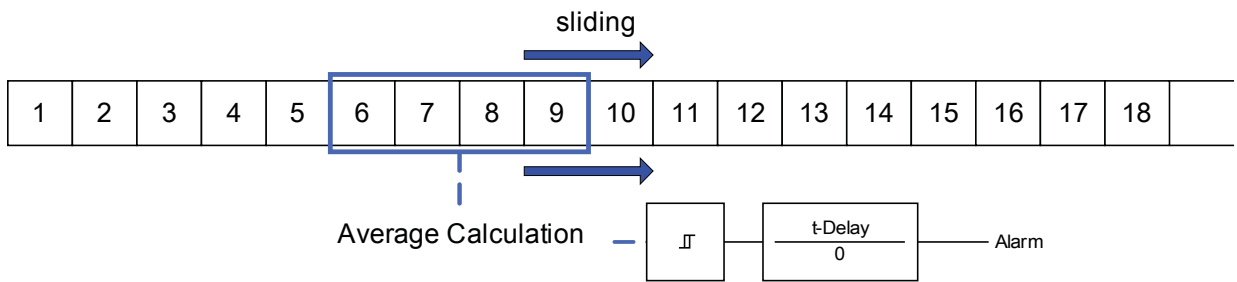 sliding
1 2 3 4 5 6 7 8 9 10 11 12 13 14 15 16 17 18
Average Calculation
t-Delay
0
Alarm